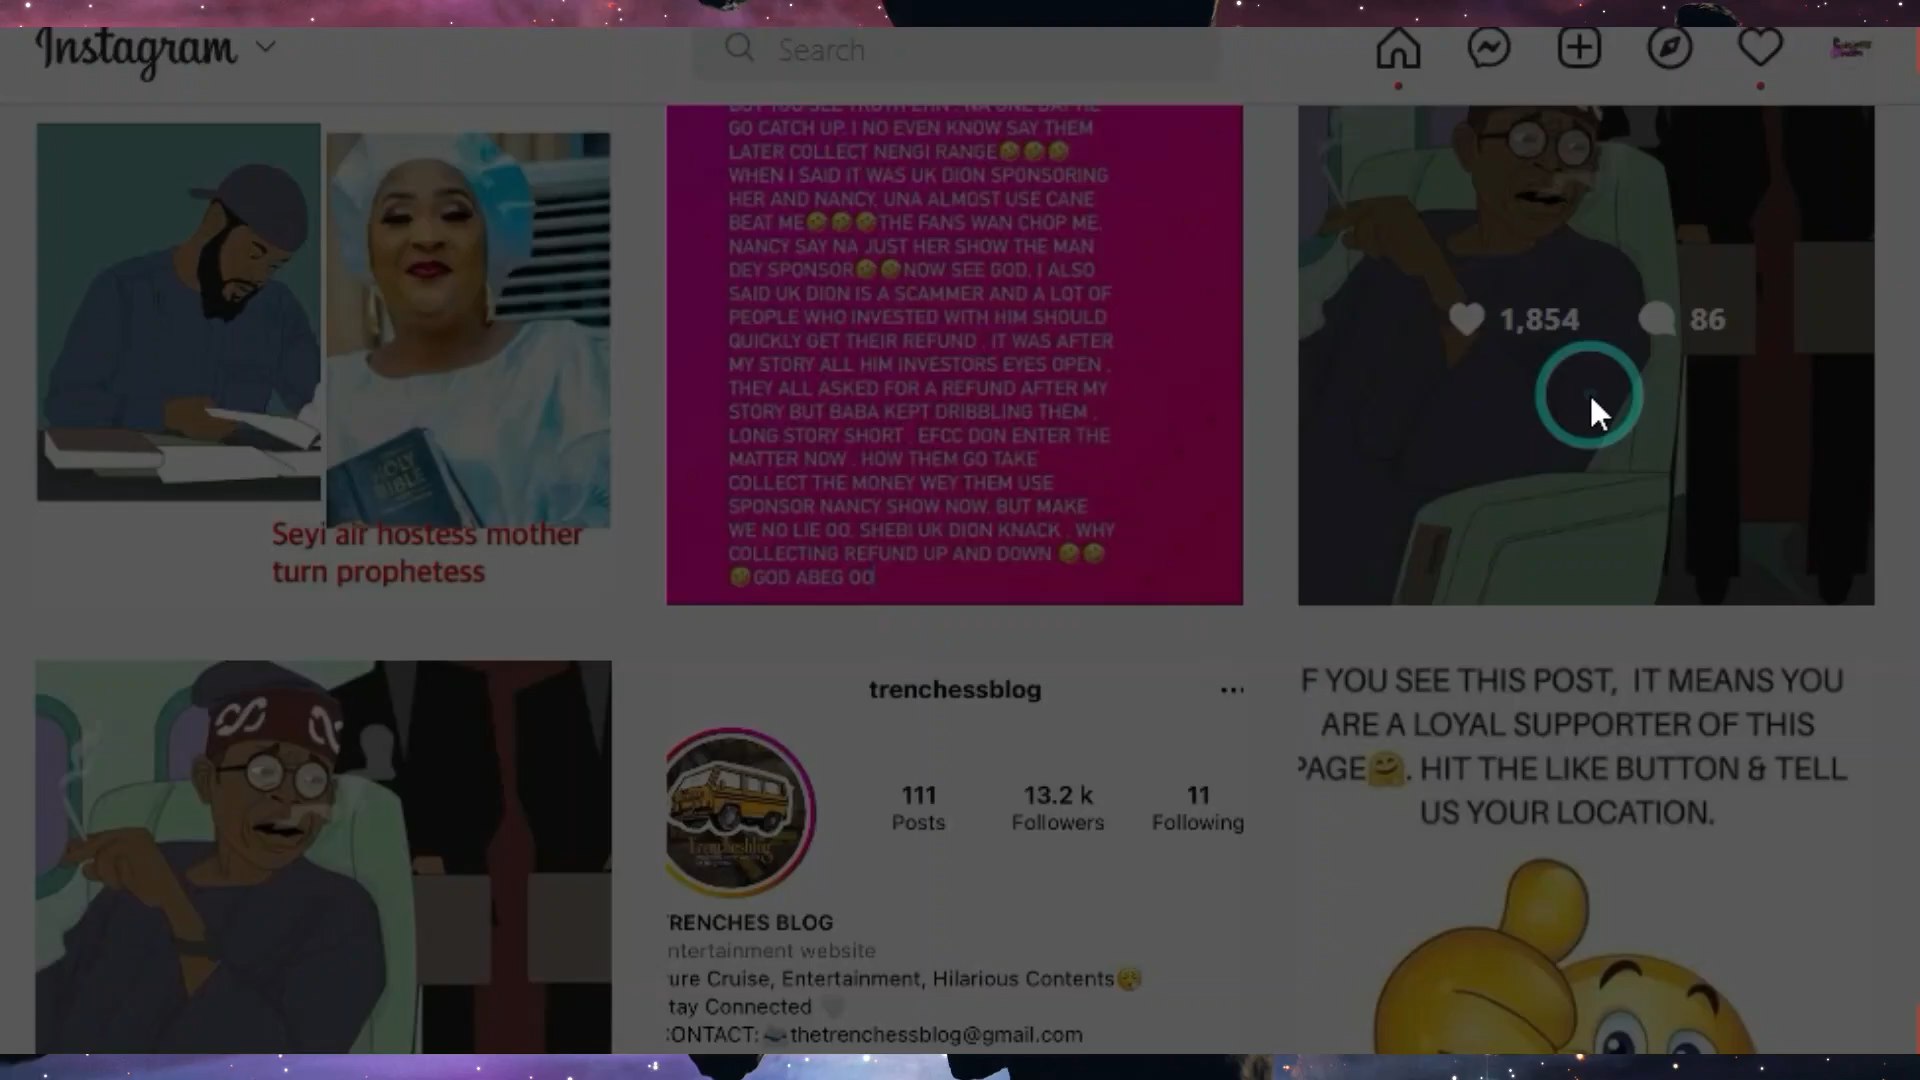 Instagram
Search
GO CATCH UP. I NO EVEN KNOW SAY THEM
LATER COLLECT NENGI RANGE🤣🤣🤣
WHEN I SAID IT WAS UK DION SPONSORING
HER AND NANCY, UNA ALMOST USE CANE
BEAT ME🤣🤣🤣THE FANS WAN CHOP ME.
NANCY SAY NA JUST HER SHOW THE MAN
DEY SPONSOR🤣🤣NOW SEE GOD, I ALSO
SAID UK DION IS A SCAMMER AND A LOT OF
PEOPLE WHO INVESTED WITH HIM SHOULD
QUICKLY GET THEIR REFUND . IT WAS AFTER
MY STORY ALL HIM INVESTORS EYES OPEN .
THEY ALL ASKED FOR A REFUND AFTER MY
STORY BUT BABA KEPT DRIBBLING THEM .
LONG STORY SHORT . EFCC DON ENTER THE
MATTER NOW . HOW THEM GO TAKE
COLLECT THE MONEY WEY THEM USE
SPONSOR NANCY SHOW NOW. BUT MAKE
WE NO LIE OO. SHEBI UK DION KNACK . WHY
COLLECTING REFUND UP AND DOWN 🤣🤣
🤣GOD ABEG OO
1,854 86
HOLY
BIBLE
Seyi air hostess mother
turn prophetess
trenchessblog
111 13.2 k 11
Posts Followers Following
Trenchesblog
RENCHES BLOG
ntertainment website
ure Cruise, Entertainment, Hilarious Contents😮‍💨
tay Connected 🤍
CONTACT: thetrenchessblog@gmail.com
F YOU SEE THIS POST, IT MEANS YOU
ARE A LOYAL SUPPORTER OF THIS
PAGE🤗. HIT THE LIKE BUTTON & TELL
US YOUR LOCATION.